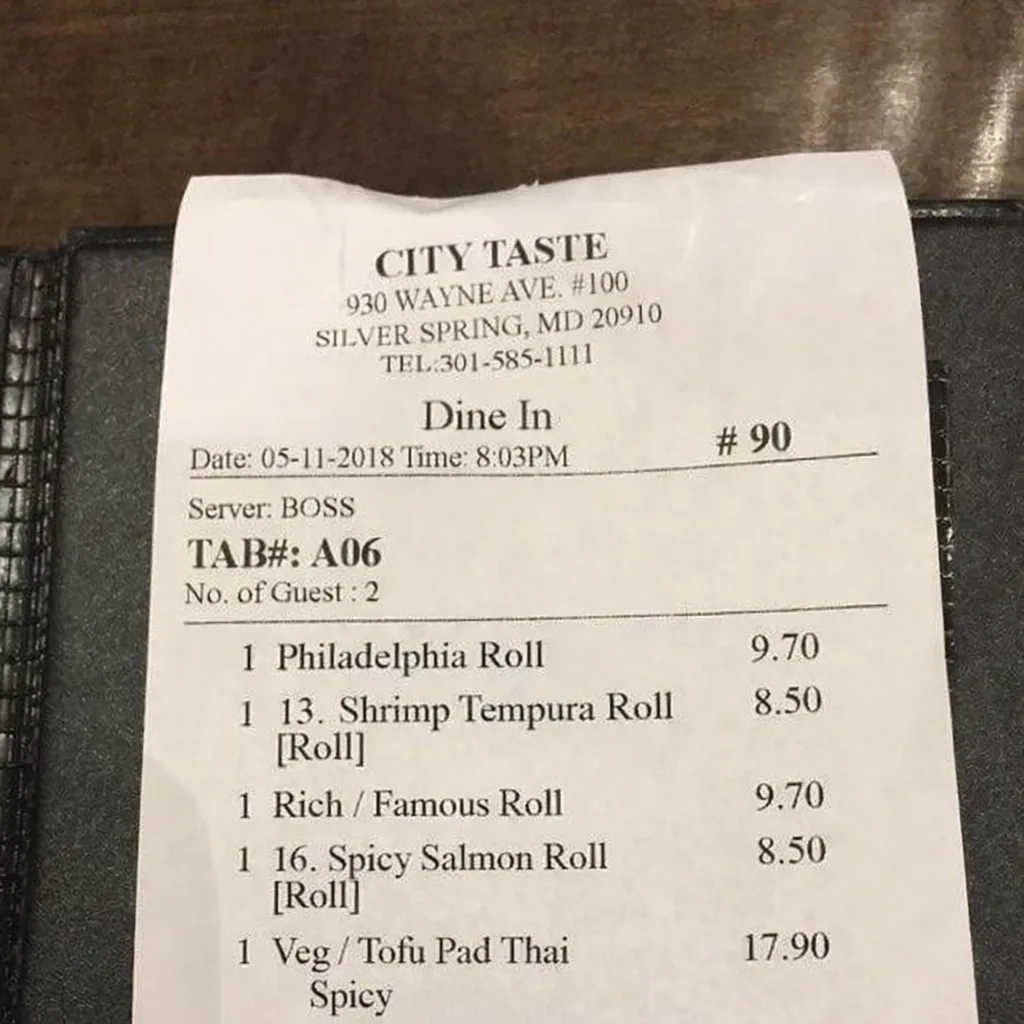 CITY TASTE
930 WAYNE AVE. #100
SILVER SPRING, MD 20910
TEL:301-585-1111
Dine In
# 90
Date: 05-11-2018 Time: 8:03PM
Server: BOSS
TAB#: A06
No. of Guest : 2
1 Philadelphia Roll 9.70
1 13. Shrimp Tempura Roll 8.50
[Roll]
1 Rich / Famous Roll 9.70
1 16. Spicy Salmon Roll 8.50
[Roll]
1 Veg / Tofu Pad Thai 17.90
Spicy